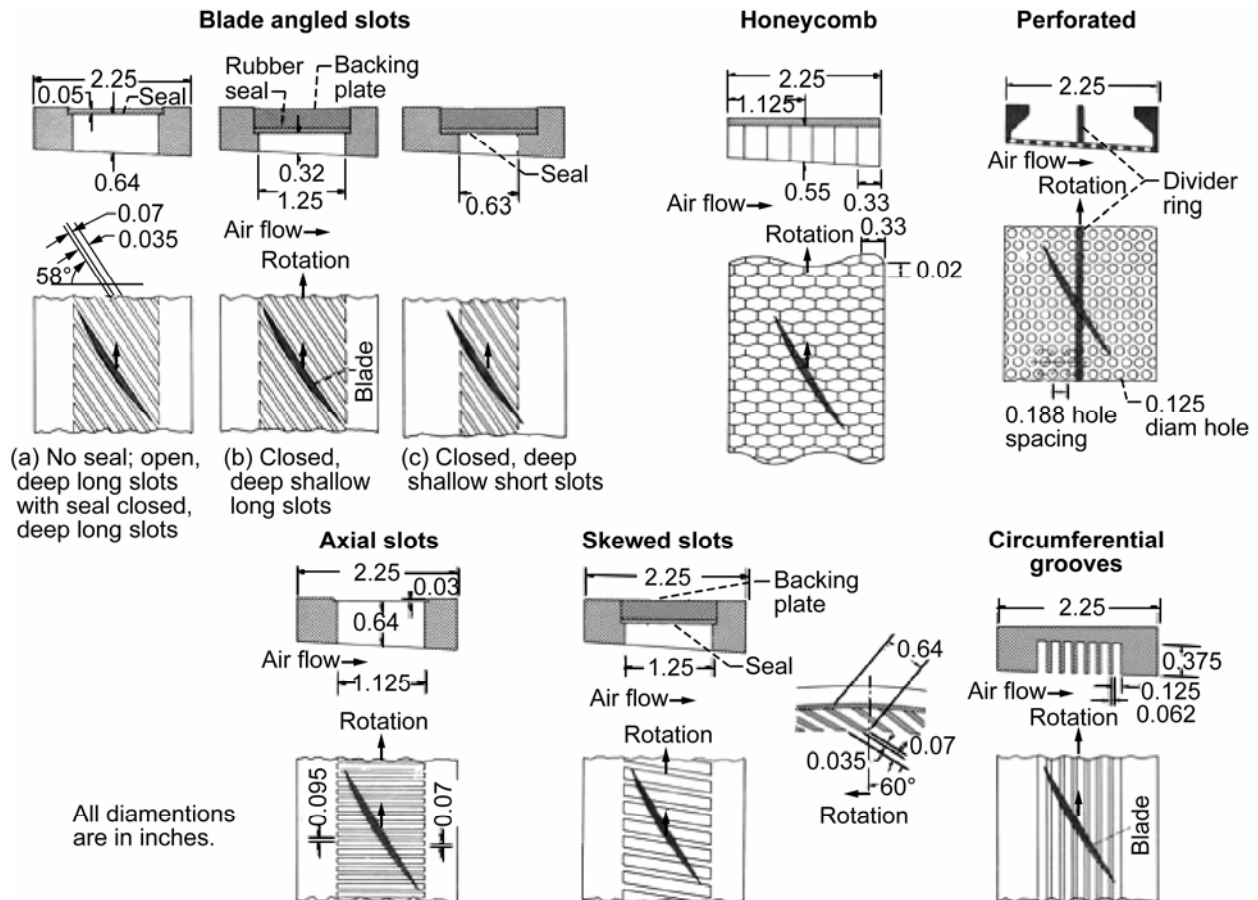 Blade angled slots
2.25
0.05
Seal
0.64
0.07
0.035
58°
Rubber
seal
Backing
plate
0.32
1.25
Air flow
Rotation
Blade
Seal
0.63
(a) No seal; open,
deep long slots
with seal closed,
deep long slots
(b) Closed,
deep shallow
long slots
(c) Closed, deep
shallow short slots
Honeycomb
2.25
1.125
0.55
0.33
Air flow
Rotation
0.33
0.02
Perforated
2.25
Air flow
Rotation
Divider
ring
0.188 hole
spacing
0.125
diam hole
Axial slots
2.25
0.03
0.64
Air flow
1.125
Rotation
0.095
0.07
All diamentions
are in inches.
Skewed slots
2.25
Backing
plate
Seal
1.25
Air flow
Rotation
0.64
0.07
0.035
60°
Rotation
Circumferential
grooves
2.25
0.375
Air flow
0.125
0.062
Rotation
Blade